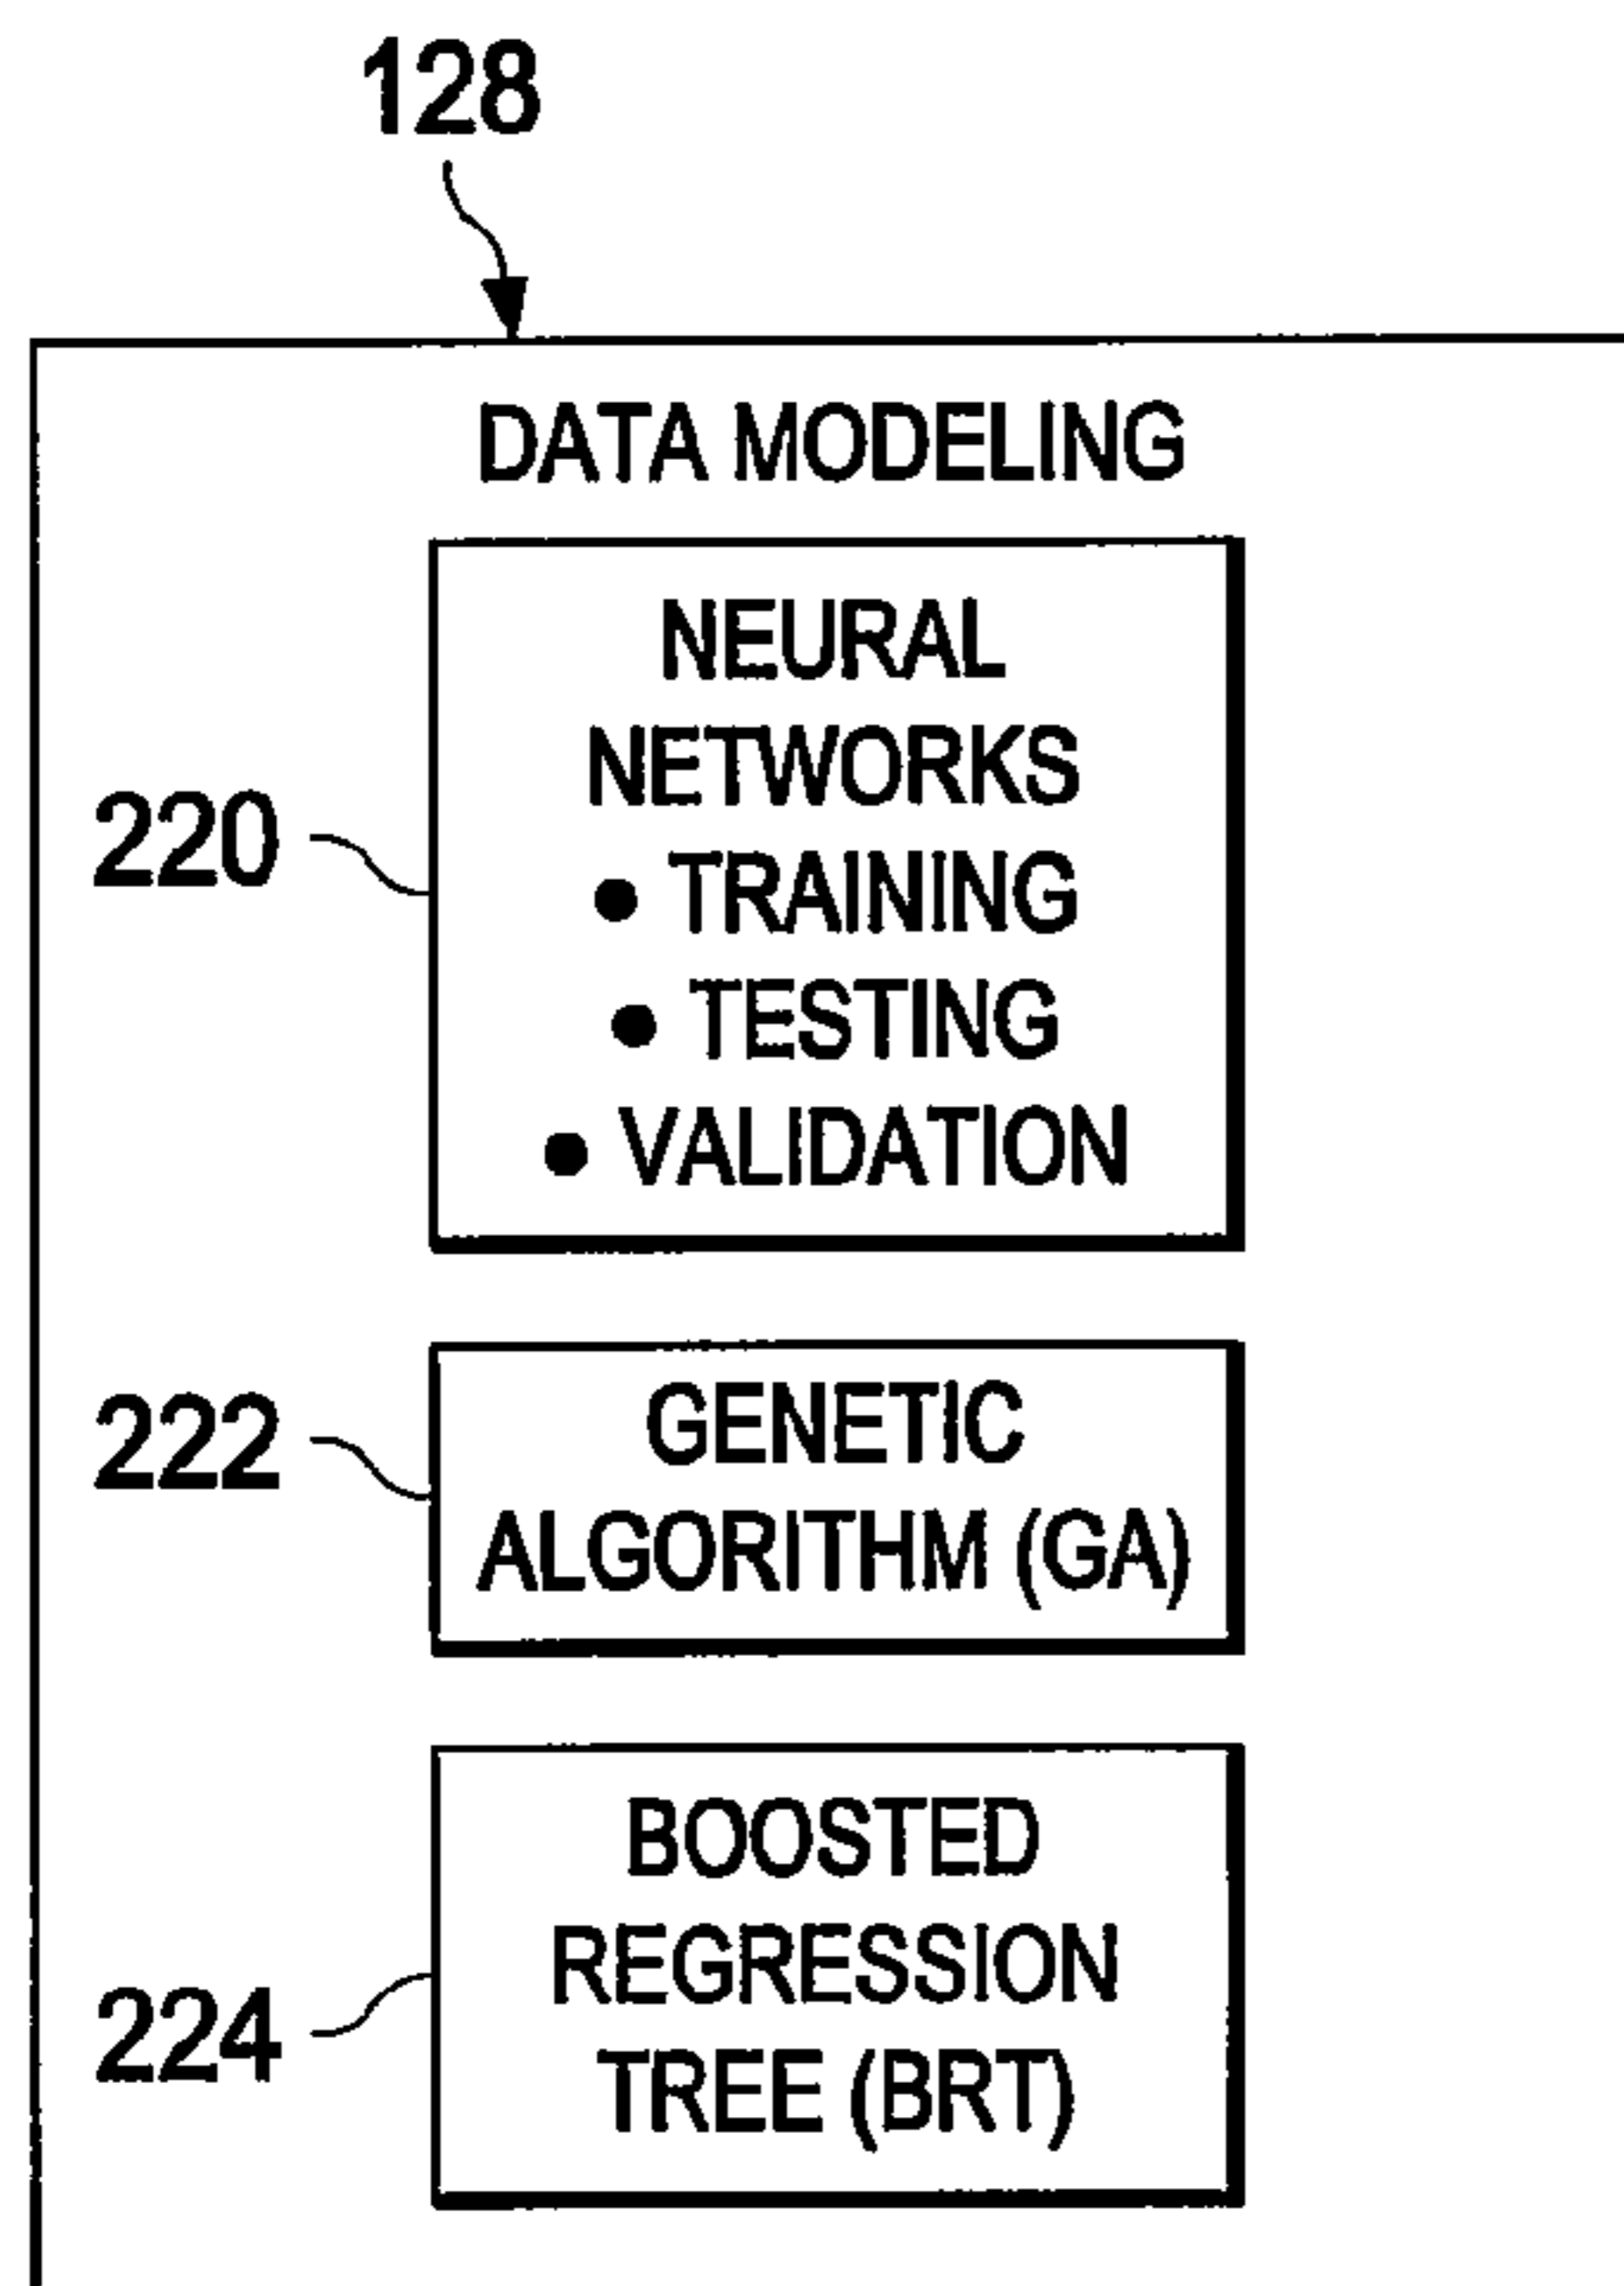 128
DATA MODELING
220
NEURAL
NETWORKS
● TRAINING
● TESTING
● VALIDATION
222
GENETIC
ALGORITHM (GA)
224
BOOSTED
REGRESSION
TREE (BRT)